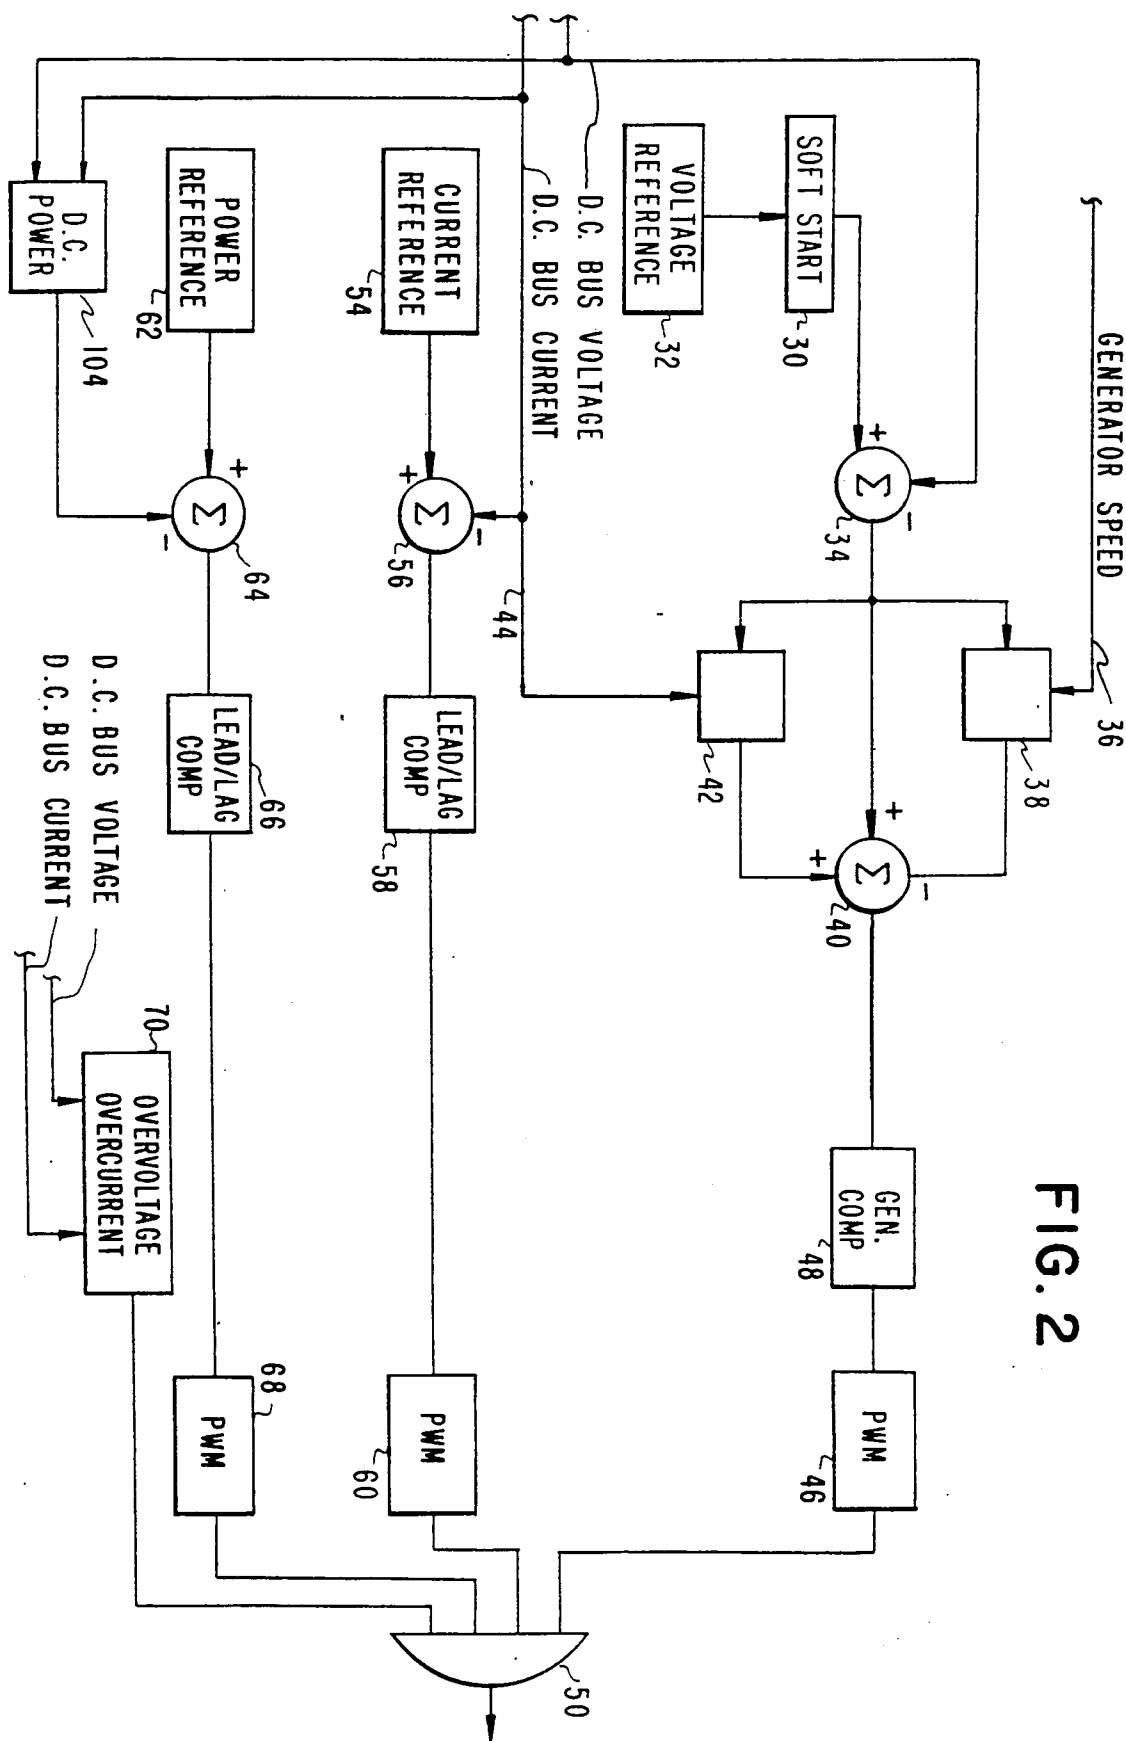 FIG. 2
GENERATOR SPEED
36
38
SOFT START
30
VOLTAGE
REFERENCE
32
+
-
Σ
34
42
+
+
-
Σ
40
GEN.
COMP
48
PWM
46
D.C. BUS VOLTAGE
D.C. BUS CURRENT
44
CURRENT
REFERENCE
54
+
-
Σ
56
LEAD/LAG
COMP
58
PWM
60
50
POWER
REFERENCE
62
+
-
Σ
64
LEAD/LAG
COMP
66
PWM
68
D.C.
POWER
104
D.C. BUS VOLTAGE
D.C. BUS CURRENT
70
OVERVOLTAGE
OVERCURRENT